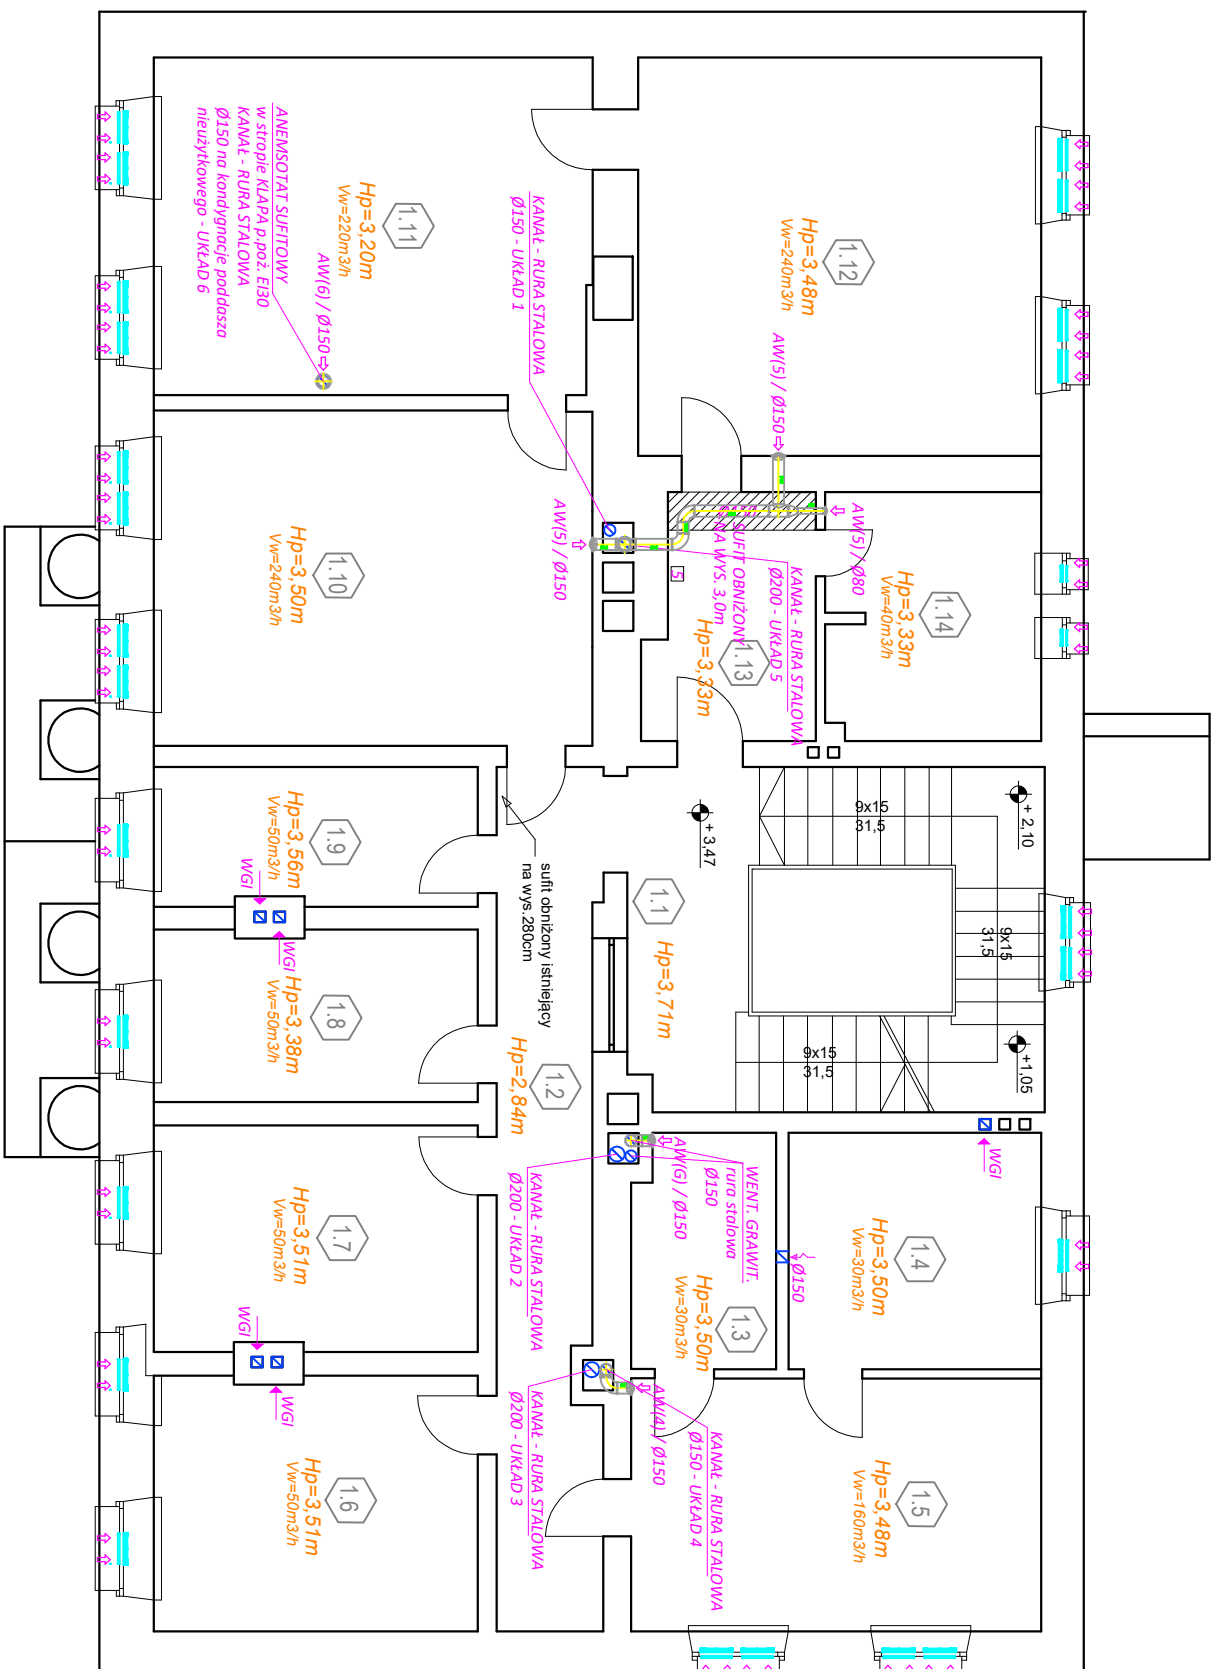 ANEMSOTAT SUFITOWY
w stropie KLAPA p-poż. EI30
KANAŁ - RURA STALOWA
Ø150 na kondygnacje poddasza
nieużytkowego - UKŁAD 6
1.11
Hp=3,20m
Vw=220m3/h
AW(6) / Ø150
KANAŁ - RURA STALOWA
Ø150 - UKŁAD 1
1.12
Hp=3,48m
Vw=240m3/h
AW(5) / Ø150
AW(5) / Ø80
AW(5) / Ø150
SUFIT OBNIŻONY
NA WYS. 3,0m
KANAŁ - RURA STALOWA
Ø200 - UKŁAD 5
5
1.10
Hp=3,50m
Vw=240m3/h
1.14
Hp=3,33m
Vw=40m3/h
1.13
Hp=3,33m
1.9
Hp=3,56m
Vw=50m3/h
WGI
WGI
1.8
Hp=3,38m
Vw=50m3/h
sufit obniżony istniejący
na wys.280cm
+ 3,47
9x15
31,5
+ 2,10
9x15
31,5
9x15
31,5
+1,05
1.1
Hp=3,71m
1.2
Hp=2,84m
WGI
AW(G) / Ø150
WENT. GRAWIT.
rura stalowa
Ø150
KANAŁ - RURA STALOWA
Ø200 - UKŁAD 2
1.7
Hp=3,51m
Vw=50m3/h
1.4
Hp=3,50m
Vw=30m3/h
Ø150
1.3
Hp=3,50m
Vw=30m3/h
WGI
WGI
AW(4) / Ø150
KANAŁ - RURA STALOWA
Ø200 - UKŁAD 3
KANAŁ - RURA STALOWA
Ø150 - UKŁAD 4
1.6
Hp=3,51m
Vw=50m3/h
1.5
Hp=3,48m
Vw=160m3/h